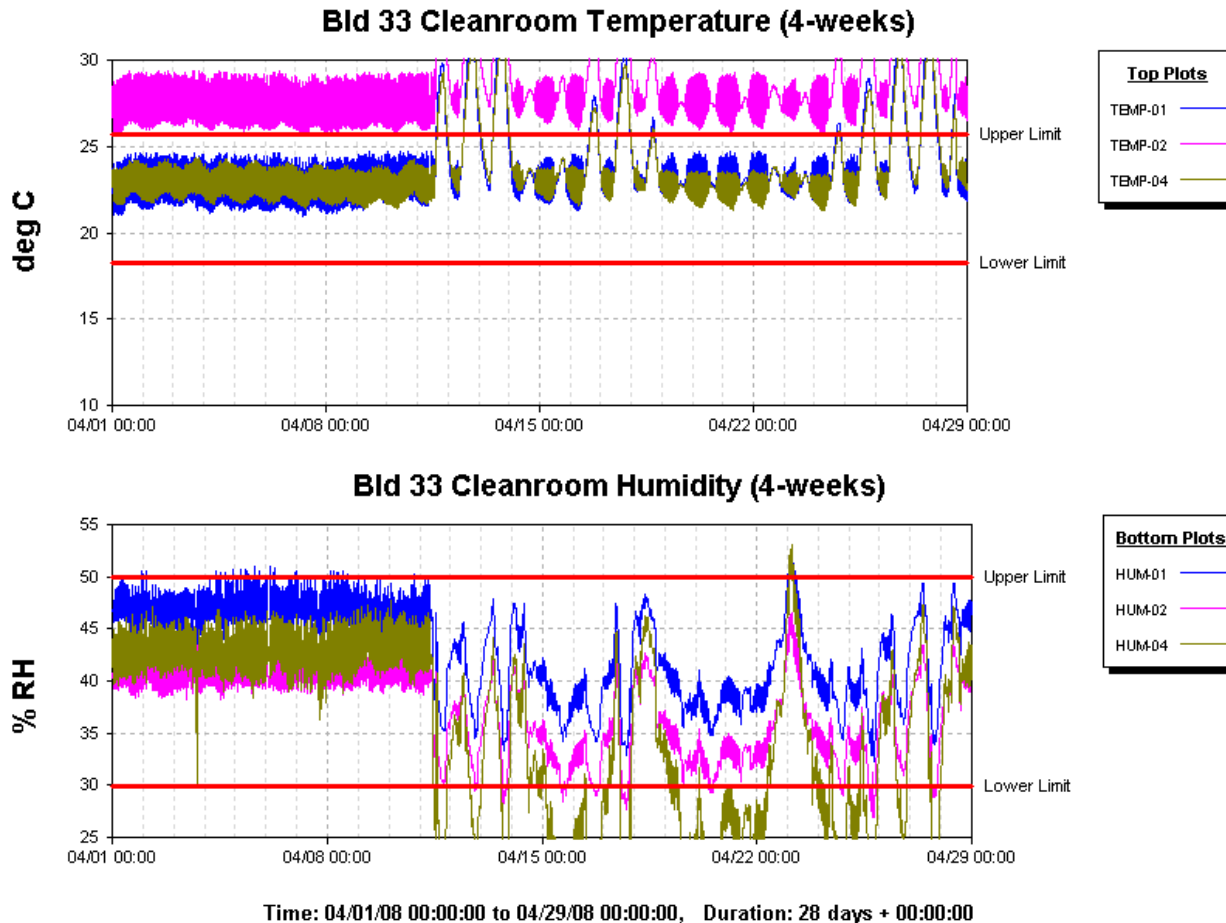 Bld 33 Cleanroom Temperature (4-weeks)
30
25
20
15
10
deg C
Upper Limit
Lower Limit
04/01 00:00 04/08 00:00 04/15 00:00 04/22 00:00 04/29 00:00
Top Plots
TEMP-01
TEMP-02
TEMP-04
Bld 33 Cleanroom Humidity (4-weeks)
55
50
45
40
35
30
25
% RH
Upper Limit
Lower Limit
04/01 00:00 04/08 00:00 04/15 00:00 04/22 00:00 04/29 00:00
Bottom Plots
HUM-01
HUM-02
HUM-04
Time: 04/01/08 00:00:00 to 04/29/08 00:00:00, Duration: 28 days + 00:00:00